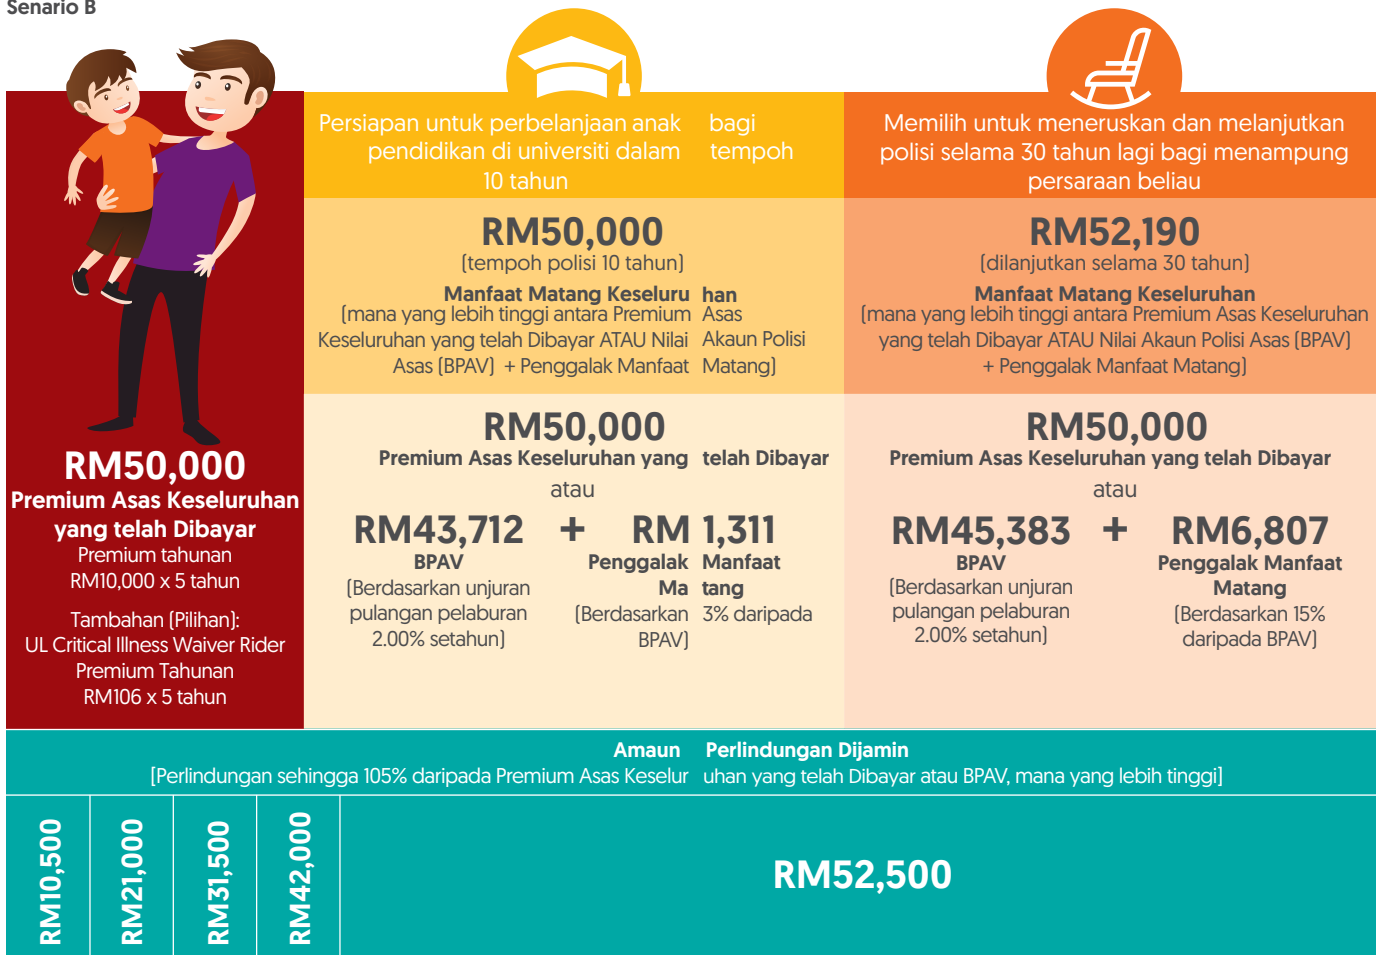 Senario B
RM50,000
Premium Asas Keseluruhan
yang telah Dibayar
Premium tahunan
RM10,000 x 5 tahun
Tambahan (Pilihan):
UL Critical Illness Waiver Rider
Premium Tahunan
RM106 x 5 tahun
Persiapan untuk perbelanjaan anak bagi
pendidikan di universiti dalam tempoh
10 tahun
RM50,000
(tempoh polisi 10 tahun)
Manfaat Matang Keseluru han
(mana yang lebih tinggi antara Premium Asas
Keseluruhan yang telah Dibayar ATAU Nilai Akaun Polisi
Asas (BPAV) + Penggalak Manfaat Matang)
RM50,000
Premium Asas Keseluruhan yang telah Dibayar
atau
RM43,712 + RM 1,311
BPAV
(Berdasarkan unjuran
pulangan pelaburan
2.00% setahun)
Penggalak Manfaat
Ma tang
(Berdasarkan 3% daripada
BPAV)
Memilih untuk meneruskan dan melanjutkan
polisi selama 30 tahun lagi bagi menampung
persaraan beliau
RM52,190
(dilanjutkan selama 30 tahun)
Manfaat Matang Keseluruhan
(mana yang lebih tinggi antara Premium Asas Keseluruhan
yang telah Dibayar ATAU Nilai Akaun Polisi Asas (BPAV)
+ Penggalak Manfaat Matang)
RM50,000
Premium Asas Keseluruhan yang telah Dibayar
atau
RM45,383 + RM6,807
BPAV
(Berdasarkan unjuran
pulangan pelaburan
2.00% setahun)
Penggalak Manfaat
Matang
(Berdasarkan 15%
daripada BPAV)
Amaun Perlindungan Dijamin
[Perlindungan sehingga 105% daripada Premium Asas Keselur uhan yang telah Dibayar atau BPAV, mana yang lebih tinggi]
RM10,500
RM21,000
RM31,500
RM42,000
RM52,500